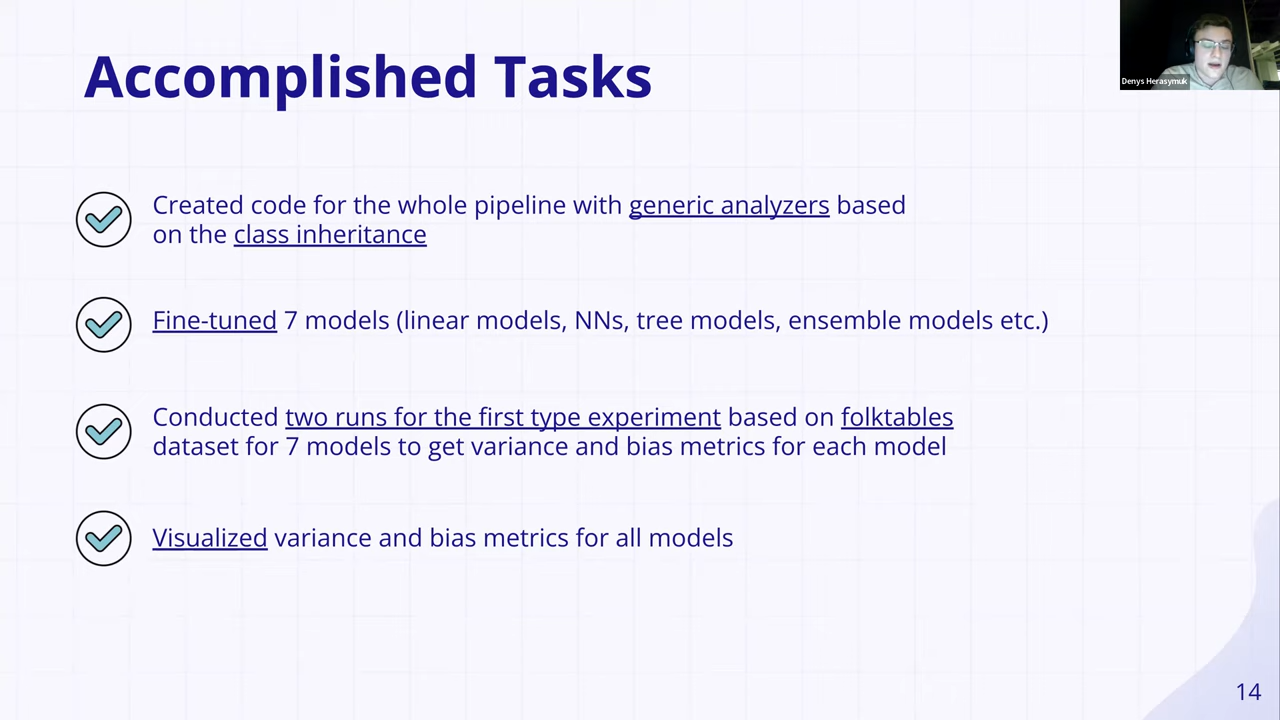 Accomplished Tasks
Denys Herasymuk
Created code for the whole pipeline with generic analyzers based
on the class inheritance
Fine-tuned 7 models (linear models, NNs, tree models, ensemble models etc.)
Conducted two runs for the first type experiment based on folktables
dataset for 7 models to get variance and bias metrics for each model
Visualized variance and bias metrics for all models
14